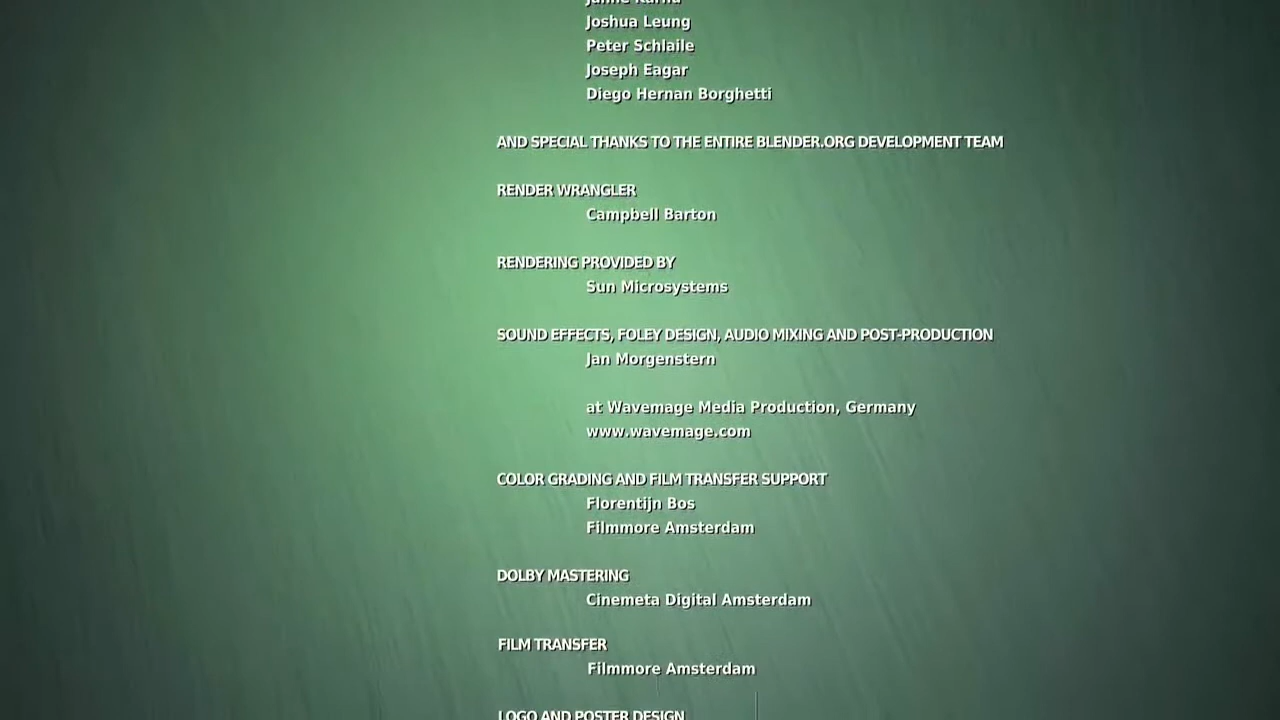 Joshua Leung
Peter Schlaile
Joseph Eagar
Diego Hernan Borghetti
AND SPECIAL THANKS TO THE ENTIRE BLENDER.ORG DEVELOPMENT TEAM
RENDER WRANGLER
Campbell Barton
RENDERING PROVIDED BY
Sun Microsystems
SOUND EFFECTS, FOLEY DESIGN, AUDIO MIXING AND POST-PRODUCTION
Jan Morgenstern
at Wavemage Media Production, Germany
www.wavemage.com
COLOR GRADING AND FILM TRANSFER SUPPORT
Florentijn Bos
Filmmore Amsterdam
DOLBY MASTERING
Cinemeta Digital Amsterdam
FILM TRANSFER
Filmmore Amsterdam
LOGO AND POSTER DESIGN